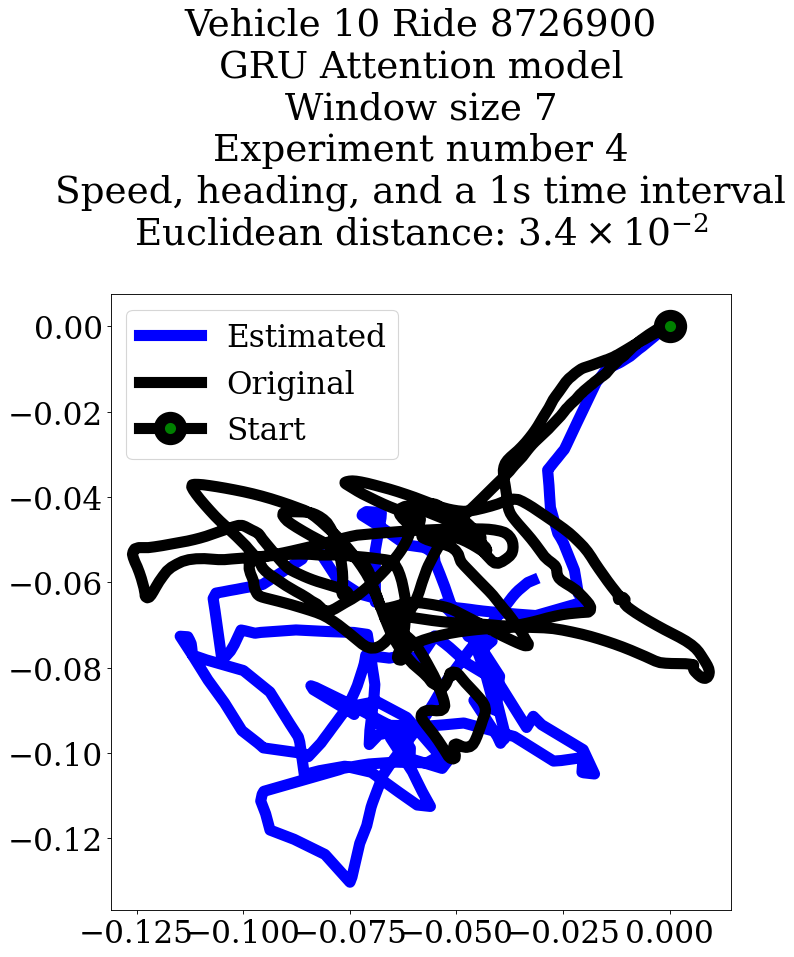 Vehicle 10 Ride 8726900
GRU Attention model
Window size 7
Experiment number 4
Speed, heading, and a 1s time interval
Euclidean distance: 3.4 × 10⁻²
Estimated
Original
Start
0.00
−0.02
−0.04
−0.06
−0.08
−0.10
−0.12
−0.125 −0.100 −0.075 −0.050 −0.025 0.000